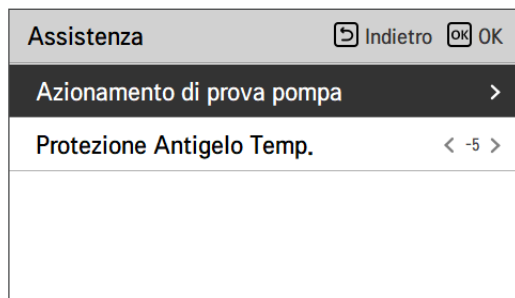 Assistenza Indietro OK OK
Azionamento di prova pompa >
Protezione Antigelo Temp. < -5 >